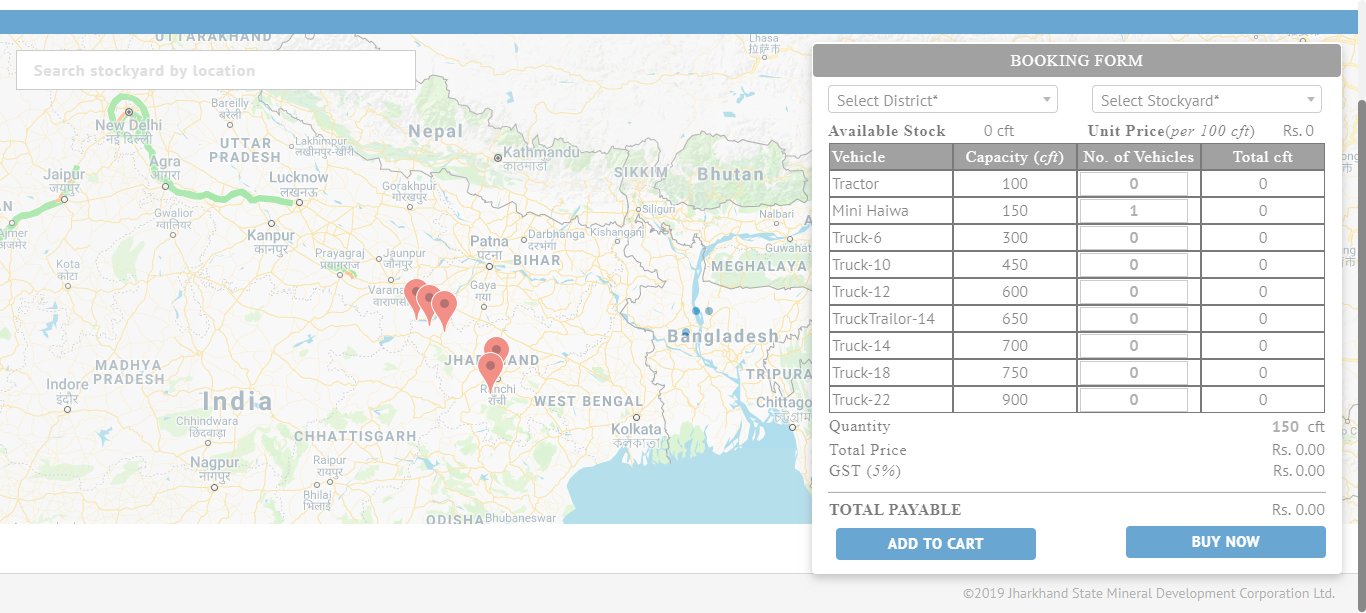 UTTARAKHAND
Lhasa
拉萨市
Search stockyard by location
New Delhi
नई दिल्ली
Bareilly
बरेली
UTTAR
PRADESH
Lakhimpur
लखीमपुर-खीरी
Nepal
Kathmandu
काठमाडौं
SIKKIM
Bhutan
Agra
आगरा
Jaipur
जयपुर
Lucknow
लखनऊ
Gorakhpur
गोरखपुर
Siliguri
Nalbari
Ajmer
अजमेर
Gwalior
ग्वालियर
Kanpur
कानपुर
Patna
पटना
Darbhanga
दरभंगा
Kishanganj
BIHAR
Guwahat
MEGHALAYA
Kota
कोटा
Prayagraj
प्रयागराज
Jaunpur
जौनपुर
Varana
वाराणसी
Gaya
गया
Bangladesh
MADHYA
PRADESH
Indore
इंदौर
JHARKHAND
Ranchi
राँची
TRIPURA
India
WEST BENGAL
Chittago
Chhindwara
छिंदवाड़ा
CHHATTISGARH
Kolkata
Nagpur
नागपुर
Raipur
रायपुर
Bhilai
भिलाई
ODISHA
Bhubaneswar
BOOKING FORM
Select District* Select Stockyard*
Available Stock 0 cft Unit Price(per 100 cft) Rs. 0
Vehicle Capacity (cft) No. of Vehicles Total cft
Tractor 100 0 0
Mini Haiwa 150 1 0
Truck-6 300 0 0
Truck-10 450 0 0
Truck-12 600 0 0
TruckTrailor-14 650 0 0
Truck-14 700 0 0
Truck-18 750 0 0
Truck-22 900 0 0
Quantity 150 cft
Total Price Rs. 0.00
GST (5%) Rs. 0.00
TOTAL PAYABLE Rs. 0.00
ADD TO CART BUY NOW
©2019 Jharkhand State Mineral Development Corporation Ltd.